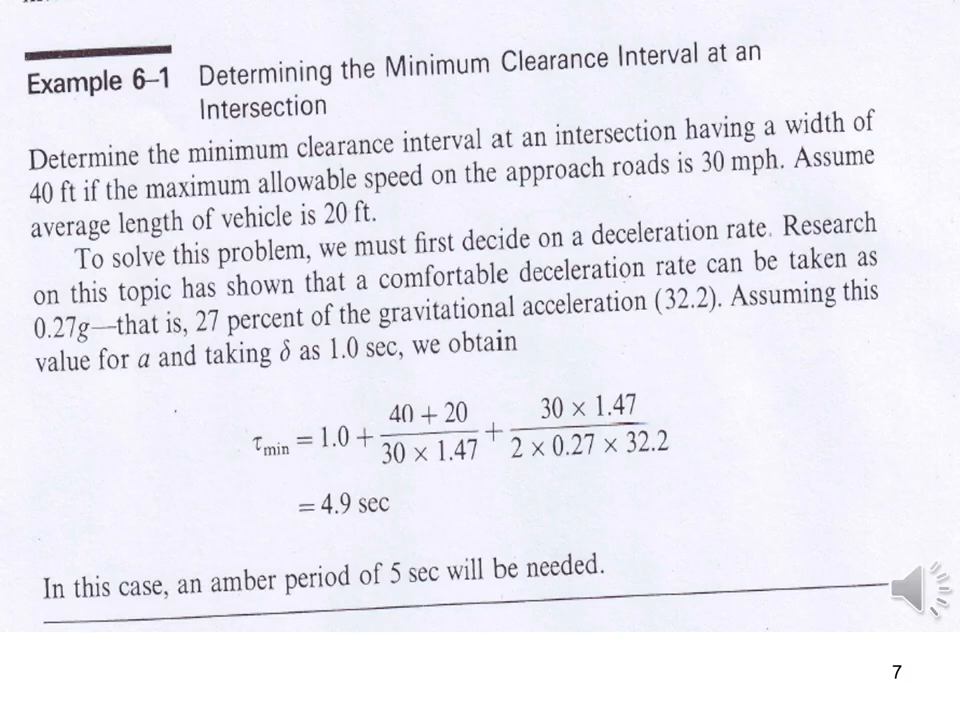 Example 6–1 Determining the Minimum Clearance Interval at an
Intersection
Determine the minimum clearance interval at an intersection having a width of
40 ft if the maximum allowable speed on the approach roads is 30 mph. Assume
average length of vehicle is 20 ft.
To solve this problem, we must first decide on a deceleration rate. Research
on this topic has shown that a comfortable deceleration rate can be taken as
0.27g—that is, 27 percent of the gravitational acceleration (32.2). Assuming this
value for a and taking δ as 1.0 sec, we obtain
τmin = 1.0 + (40 + 20)/(30 × 1.47) + (30 × 1.47)/(2 × 0.27 × 32.2)
= 4.9 sec
In this case, an amber period of 5 sec will be needed.
7